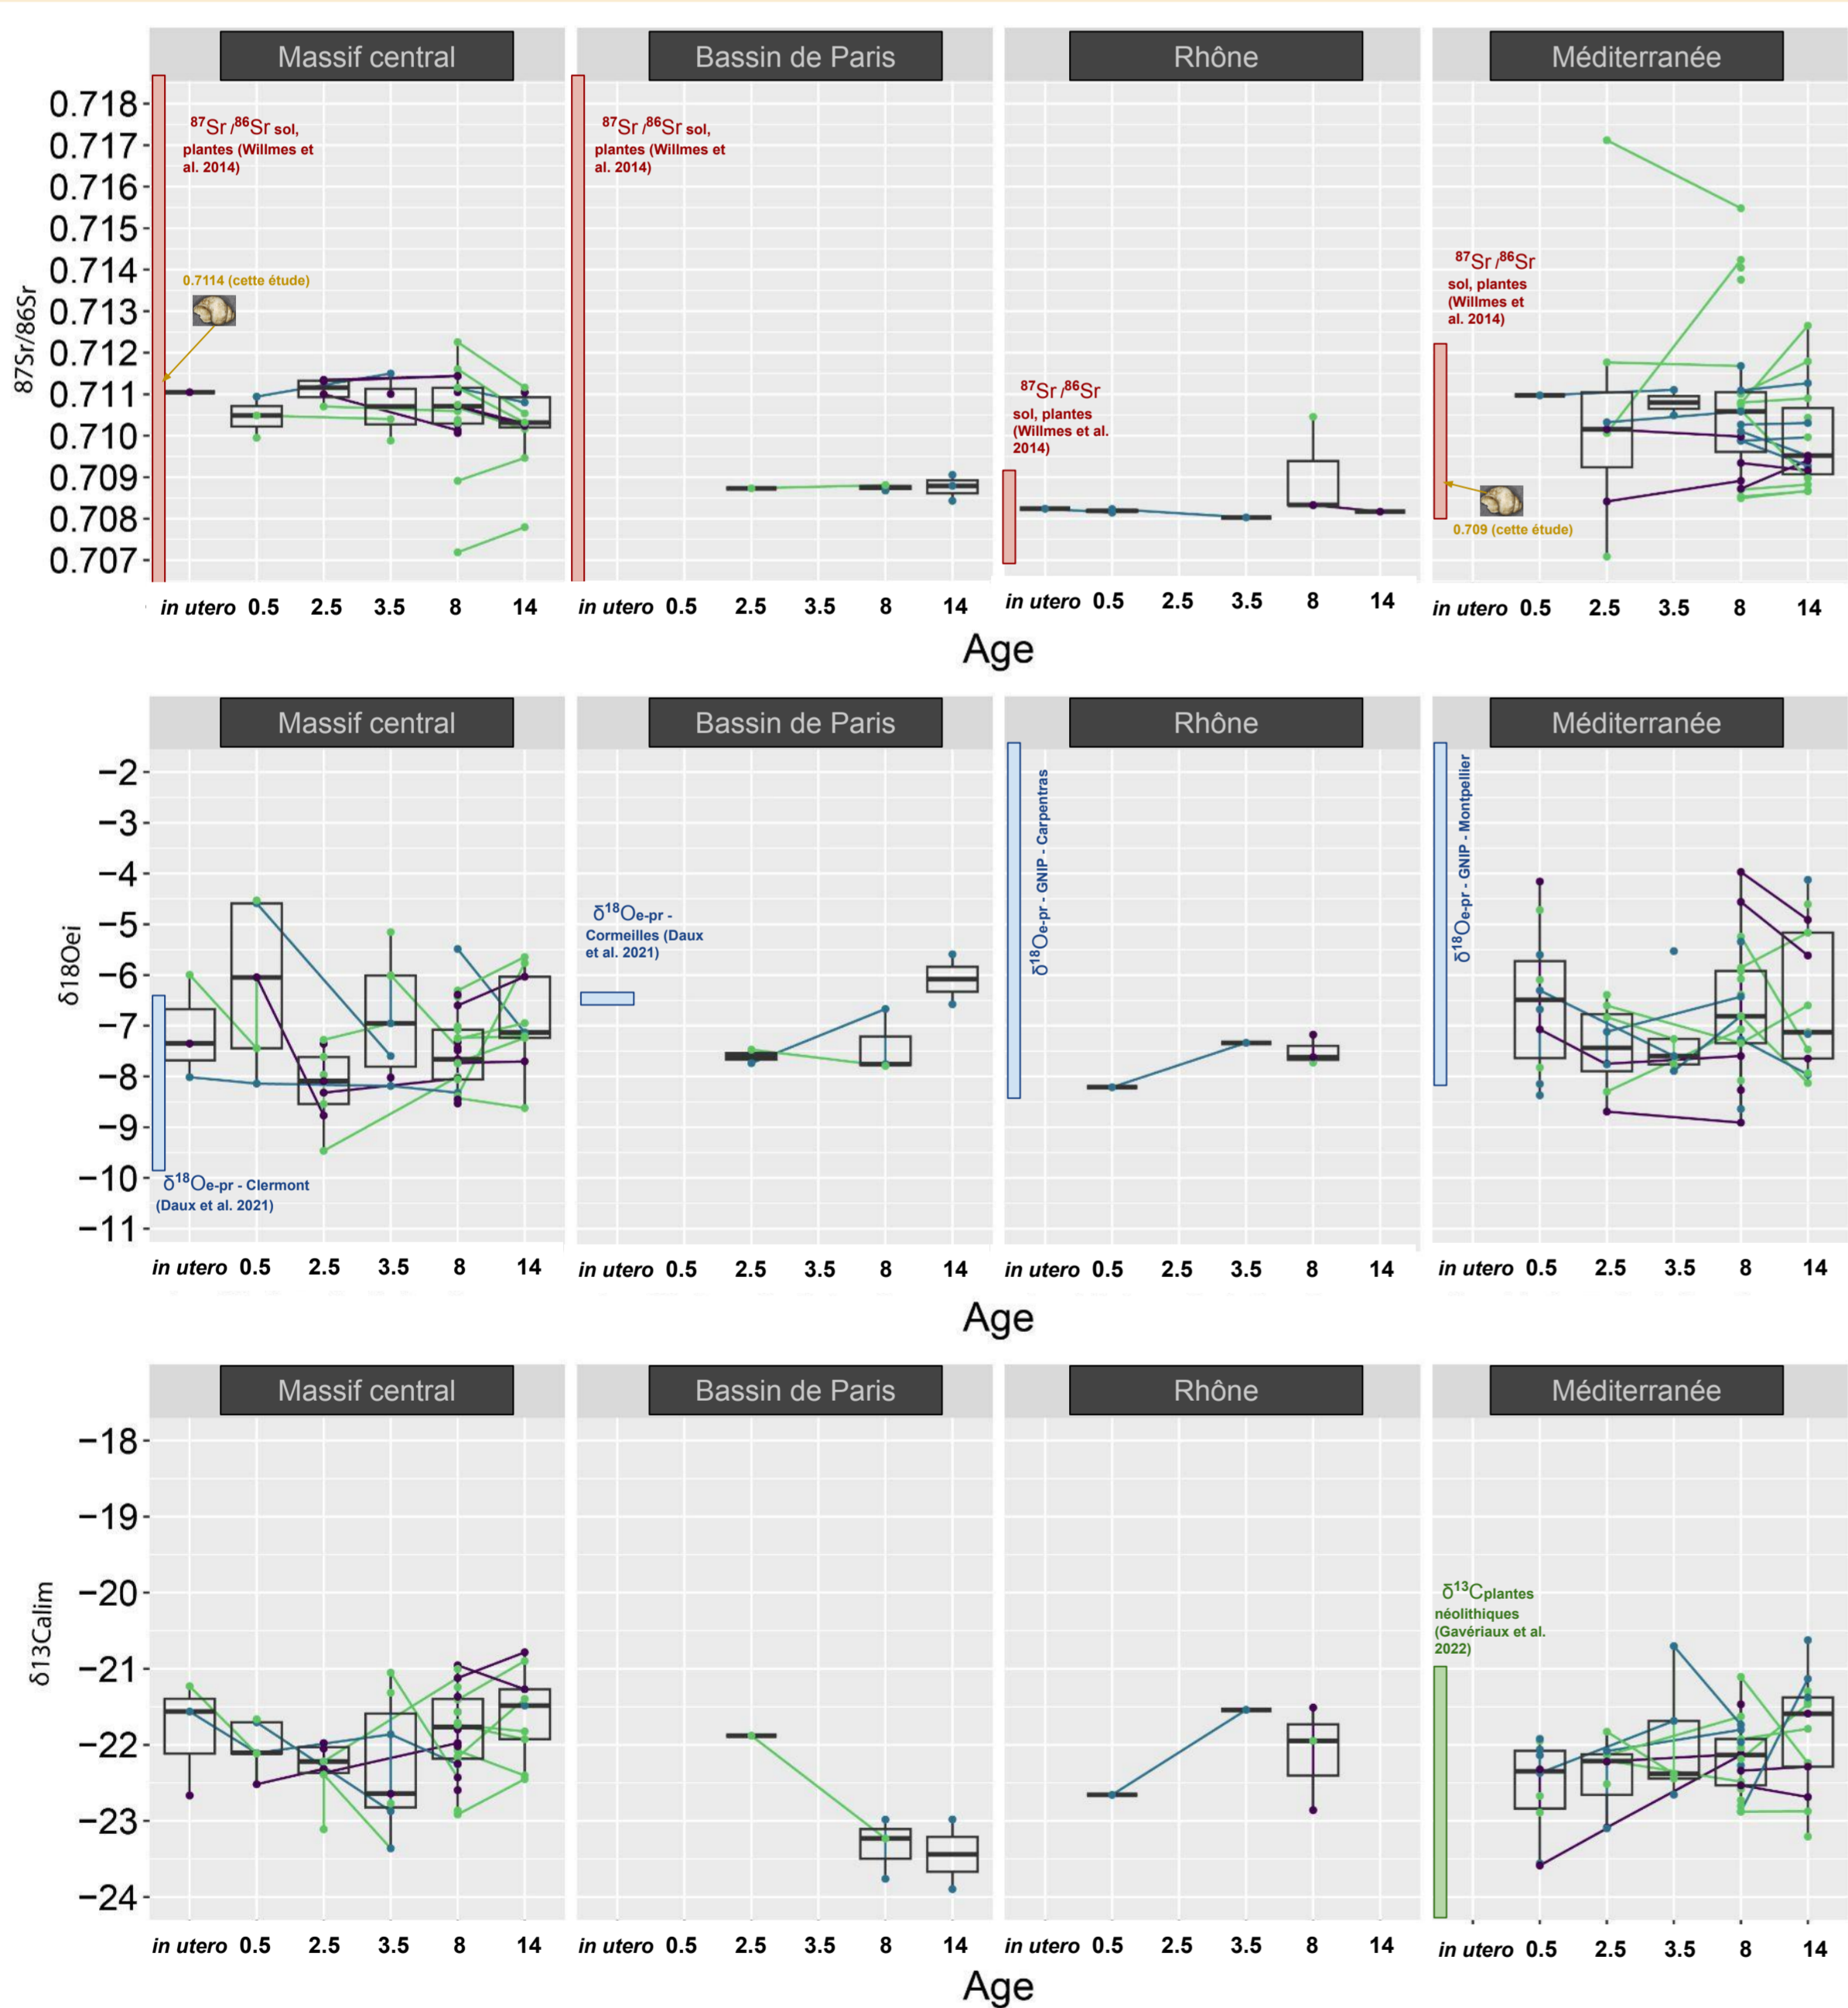 Massif central
Bassin de Paris
Rhône
Méditerranée
87Sr/86Sr
0.718
0.717
0.716
0.715
0.714
0.713
0.712
0.711
0.710
0.709
0.708
0.707
87Sr/86Sr sol,
plantes (Willmes et
al. 2014)
0.7114 (cette étude)
87Sr/86Sr sol,
plantes (Willmes et
al. 2014)
87Sr/86Sr
sol, plantes
(Willmes et al.
2014)
87Sr/86Sr
sol, plantes
(Willmes et
al. 2014)
0.709 (cette étude)
in utero 0.5 2.5 3.5 8 14
in utero 0.5 2.5 3.5 8 14
in utero 0.5 2.5 3.5 8 14
in utero 0.5 2.5 3.5 8 14
Age
Massif central
Bassin de Paris
Rhône
Méditerranée
δ18Oei
−2
−3
−4
−5
−6
−7
−8
−9
−10
−11
δ18Oe-pr - Clermont
(Daux et al. 2021)
δ18Oe-pr -
Cormeilles (Daux
et al. 2021)
δ18Oe-pr - GNIP - Carpentras
δ18Oe-pr - GNIP - Montpellier
in utero 0.5 2.5 3.5 8 14
in utero 0.5 2.5 3.5 8 14
in utero 0.5 2.5 3.5 8 14
in utero 0.5 2.5 3.5 8 14
Age
Massif central
Bassin de Paris
Rhône
Méditerranée
δ13Calim
−18
−19
−20
−21
−22
−23
−24
δ13Cplantes
néolithiques
(Gavériaux et al.
2022)
in utero 0.5 2.5 3.5 8 14
in utero 0.5 2.5 3.5 8 14
in utero 0.5 2.5 3.5 8 14
in utero 0.5 2.5 3.5 8 14
Age